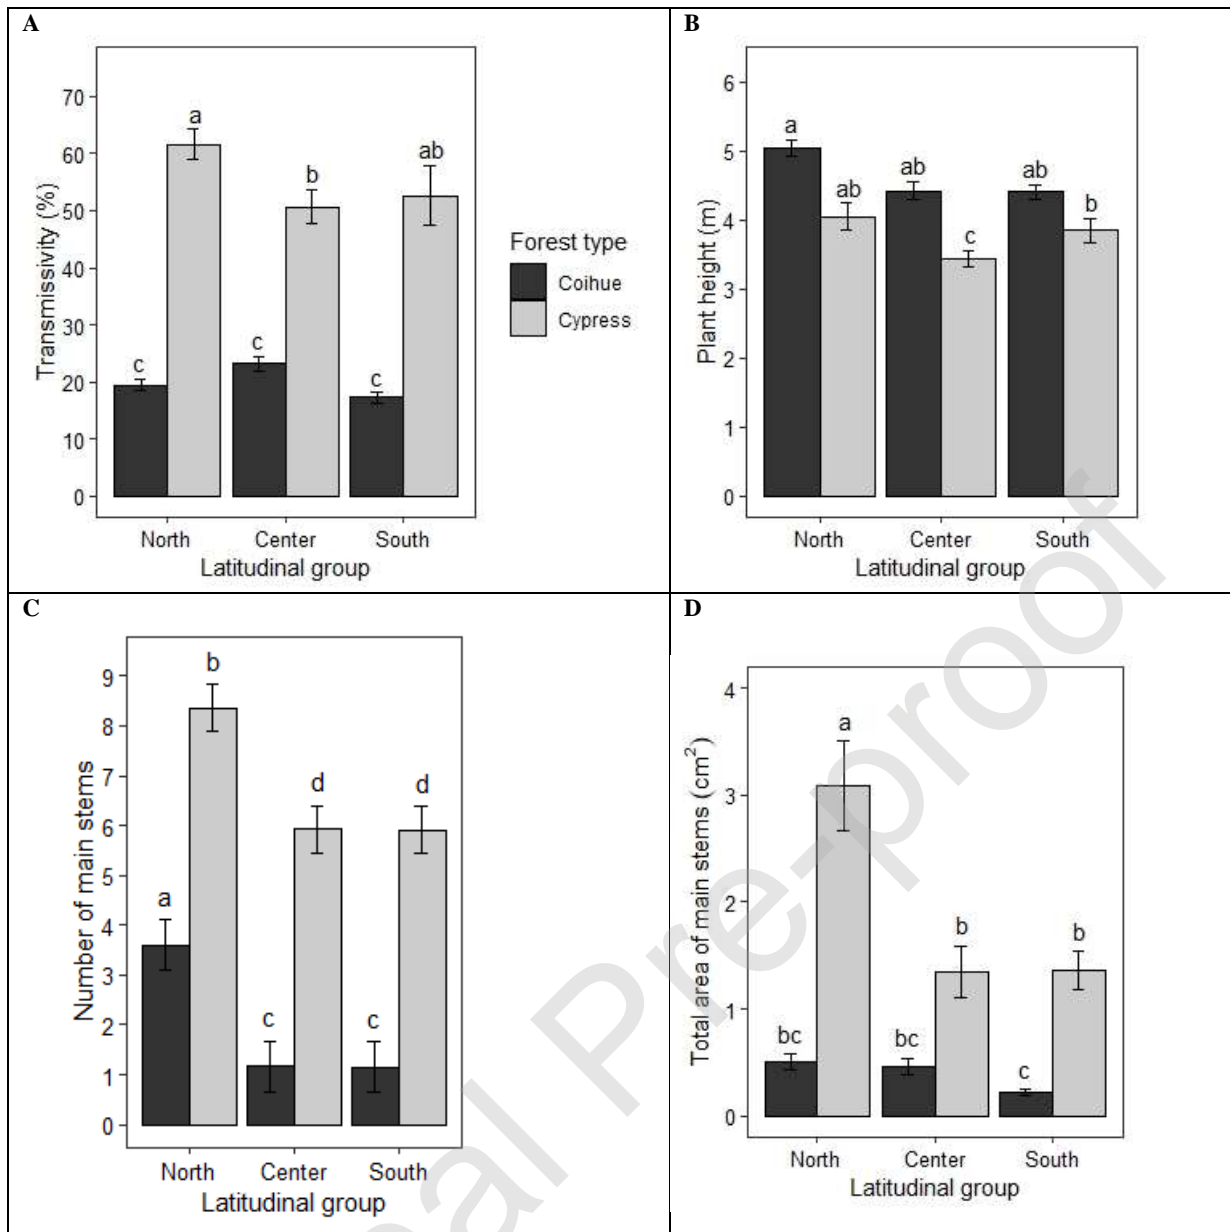 A
Transmissivity (%)
70
60
50
40
30
20
10
0
a
b
ab
c
c
c
North Center South
Latitudinal group
Forest type
Coihue
Cypress
B
Plant height (m)
6
5
4
3
2
1
0
a
ab
ab
ab
c
b
North Center South
Latitudinal group
C
Number of main stems
9
8
7
6
5
4
3
2
1
0
a
b
c
d
c
d
North Center South
Latitudinal group
D
Total area of main stems (cm²)
4
3
2
1
0
bc
a
bc
b
c
b
North Center South
Latitudinal group
al Pre-proof